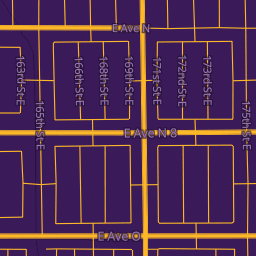 E Ave N
163rd St E
165th St E
166th St E
168th St E
169th St E
171st St E
172nd St E
173rd St E
175th St E
E Ave N 8
E Ave O